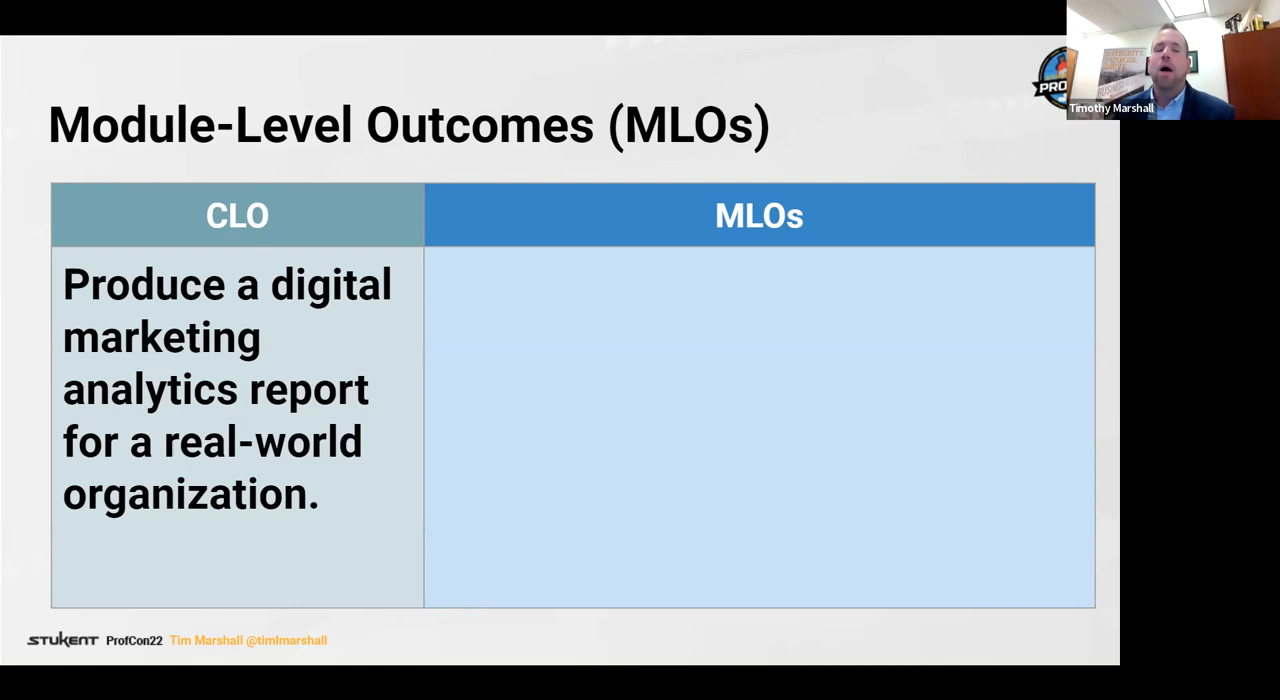 Module-Level Outcomes (MLOs)
PRO
Timothy Marshall
CLO
MLOs
Produce a digital
marketing
analytics report
for a real-world
organization.
STUKENT ProfCon22 Tim Marshall @timlmarshall